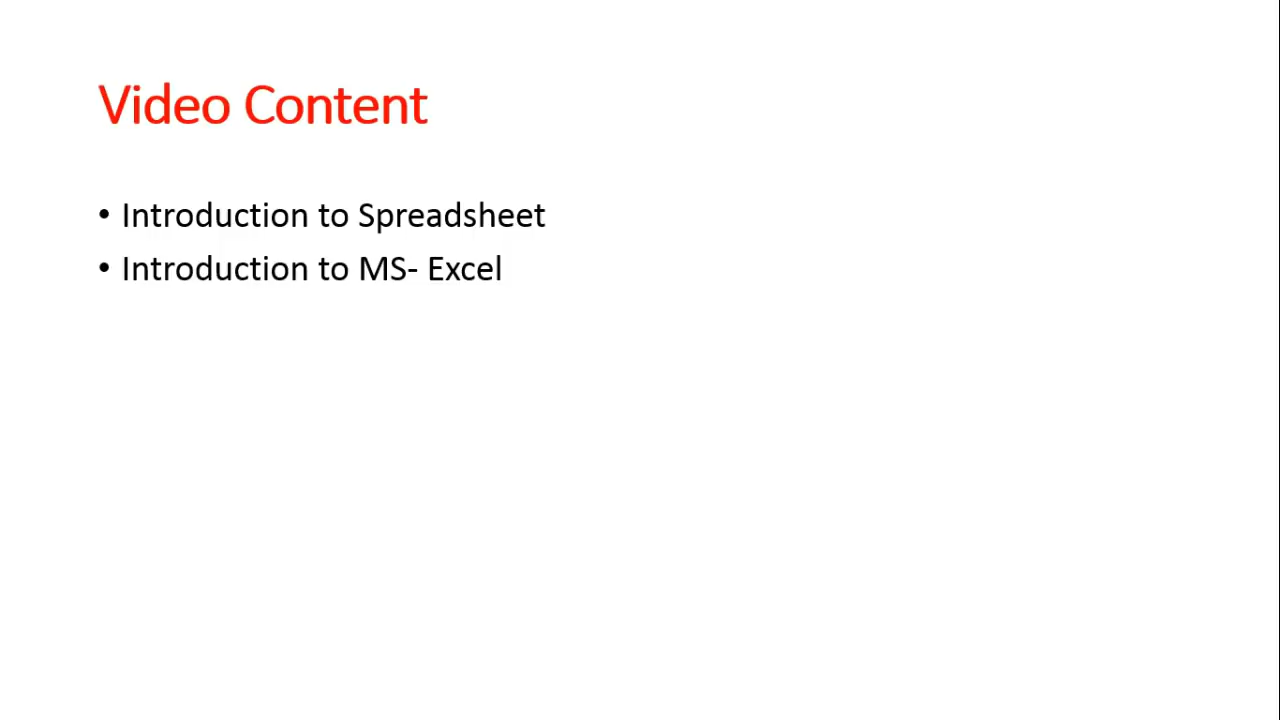 Video Content
• Introduction to Spreadsheet
• Introduction to MS- Excel